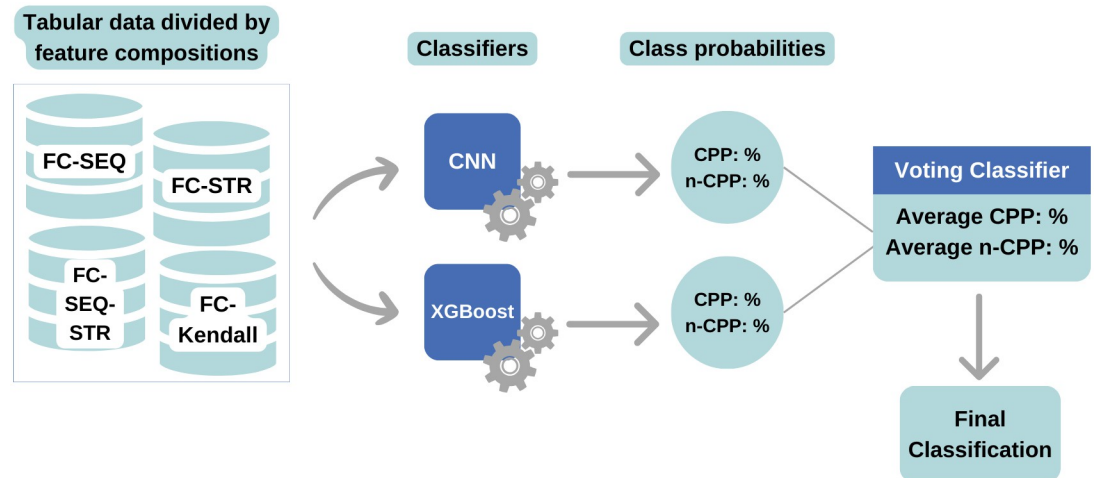 Tabular data divided by
feature compositions
Classifiers
Class probabilities
FC-SEQ
FC-STR
FC-
SEQ-
STR
FC-
Kendall
CNN
XGBoost
CPP: %
n-CPP: %
CPP: %
n-CPP: %
Voting Classifier
Average CPP: %
Average n-CPP: %
Final
Classification